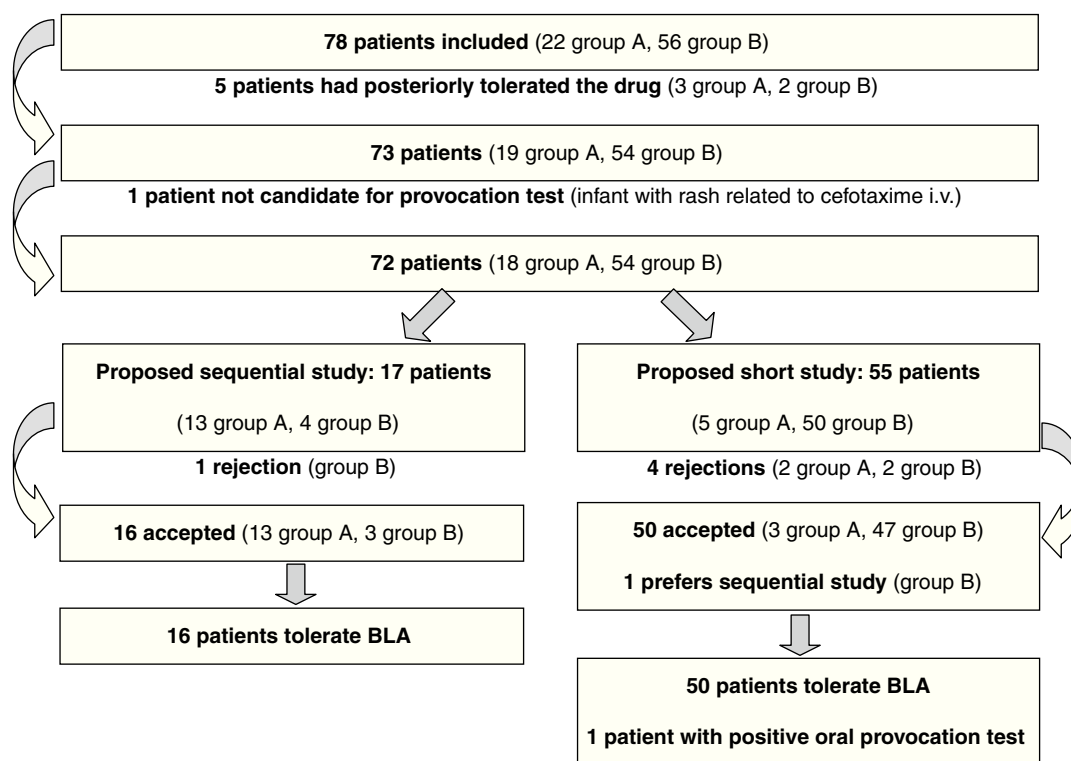 78 patients included (22 group A, 56 group B)
5 patients had posteriorly tolerated the drug (3 group A, 2 group B)
73 patients (19 group A, 54 group B)
1 patient not candidate for provocation test (infant with rash related to cefotaxime i.v.)
72 patients (18 group A, 54 group B)
Proposed sequential study: 17 patients
(13 group A, 4 group B)
1 rejection (group B)
16 accepted (13 group A, 3 group B)
16 patients tolerate BLA
Proposed short study: 55 patients
(5 group A, 50 group B)
4 rejections (2 group A, 2 group B)
50 accepted (3 group A, 47 group B)
1 prefers sequential study (group B)
50 patients tolerate BLA
1 patient with positive oral provocation test